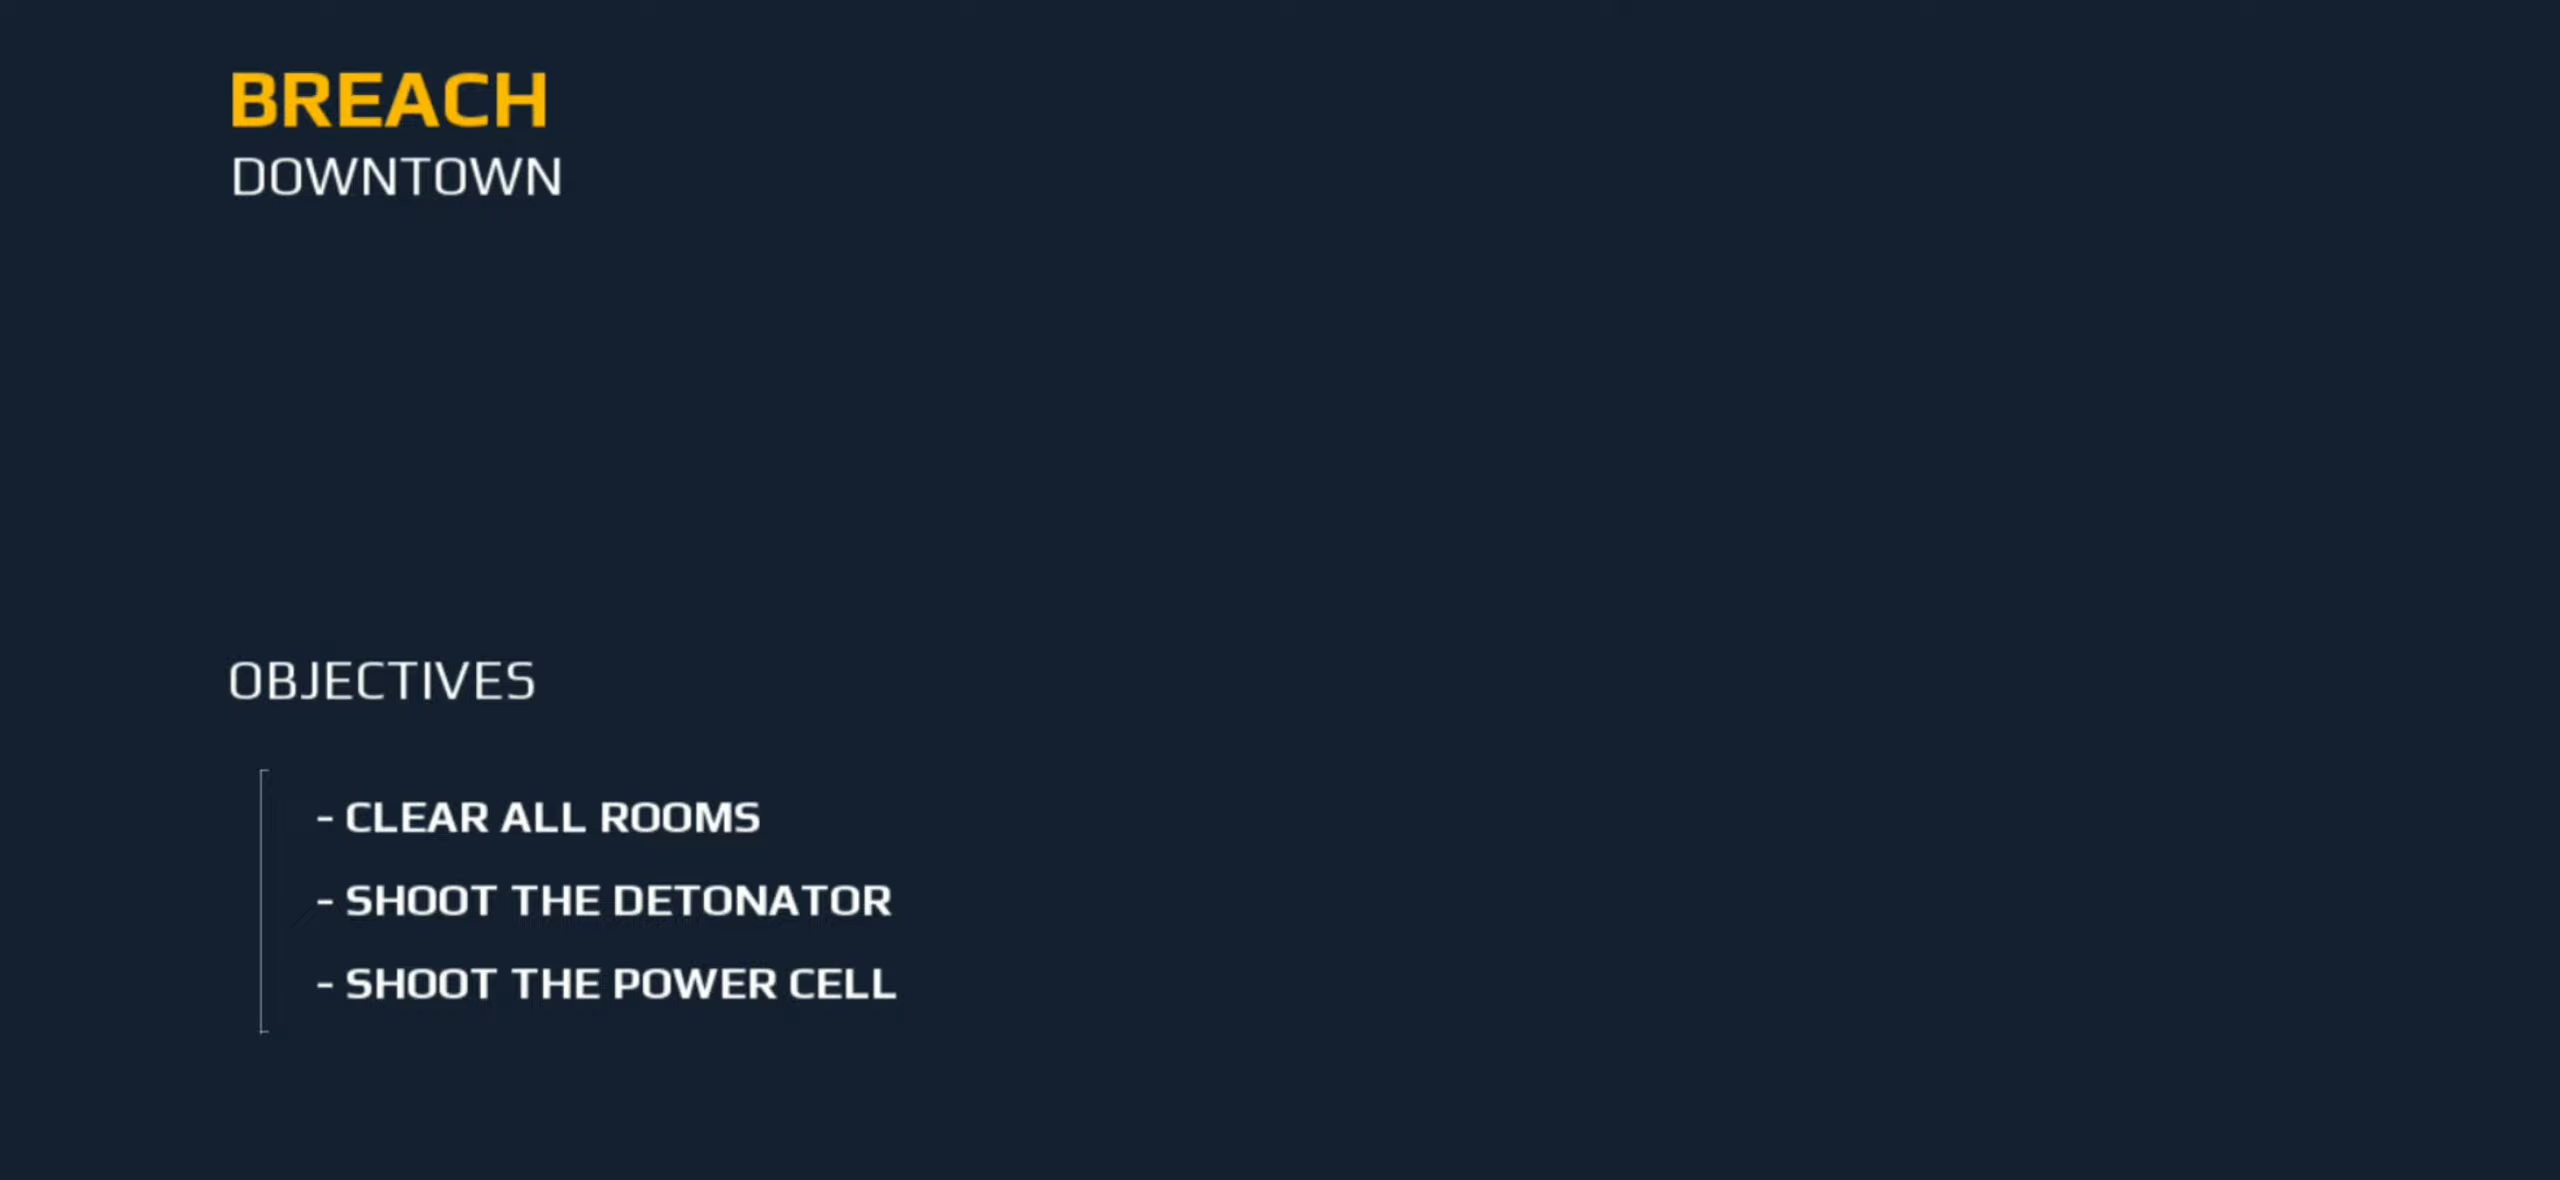 BREACH
DOWNTOWN
OBJECTIVES
- CLEAR ALL ROOMS
- SHOOT THE DETONATOR
- SHOOT THE POWER CELL